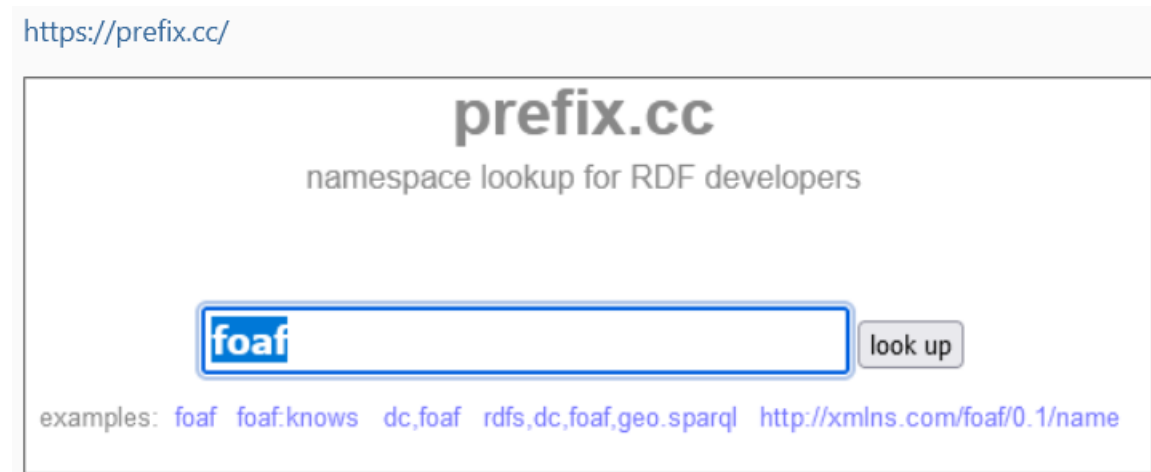 https://prefix.cc/
prefix.cc
namespace lookup for RDF developers
foaf look up
examples: foaf foaf:knows dc,foaf rdfs,dc,foaf,geo.sparql http://xmlns.com/foaf/0.1/name